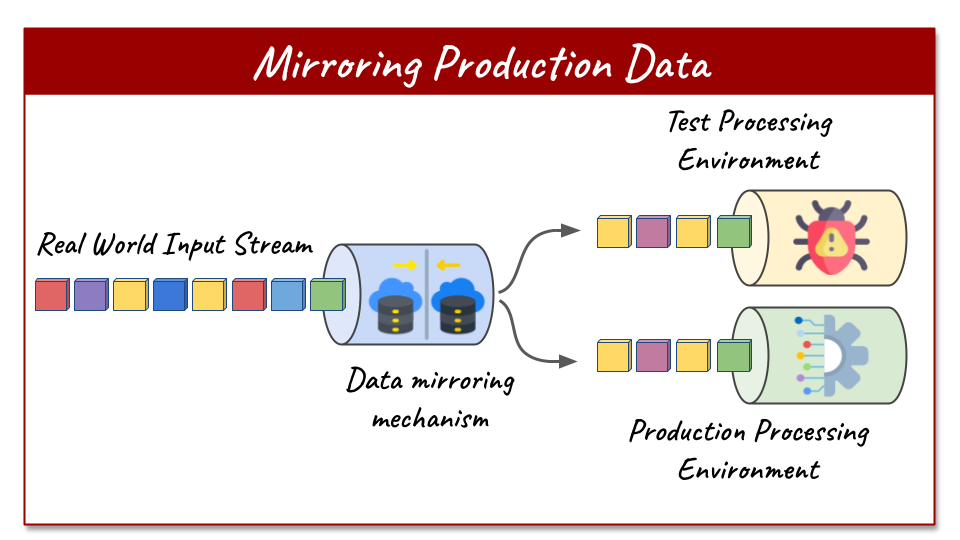 Mirroring Production Data
Test Processing
Environment
Real World Input Stream
Data mirroring
mechanism
Production Processing
Environment